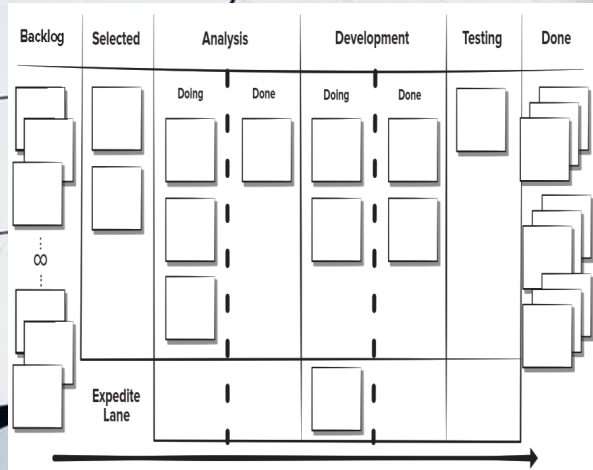 Backlog Selected Analysis Development Testing Done
Doing Done Doing Done
∞
Expedite
Lane